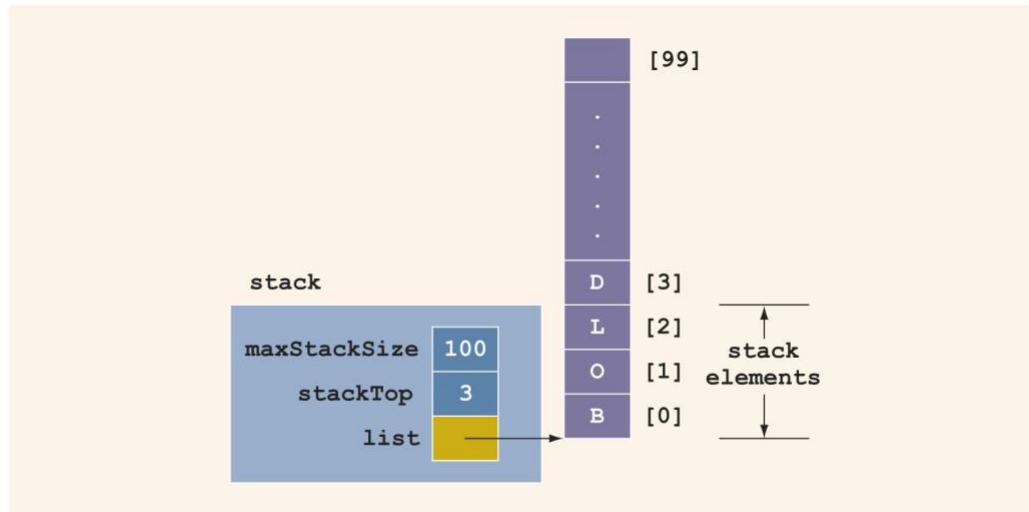 [99]
.
.
.
.
.
stack
D [3]
L [2]
O [1]
B [0]
stack
elements
maxStackSize 100
stackTop 3
list